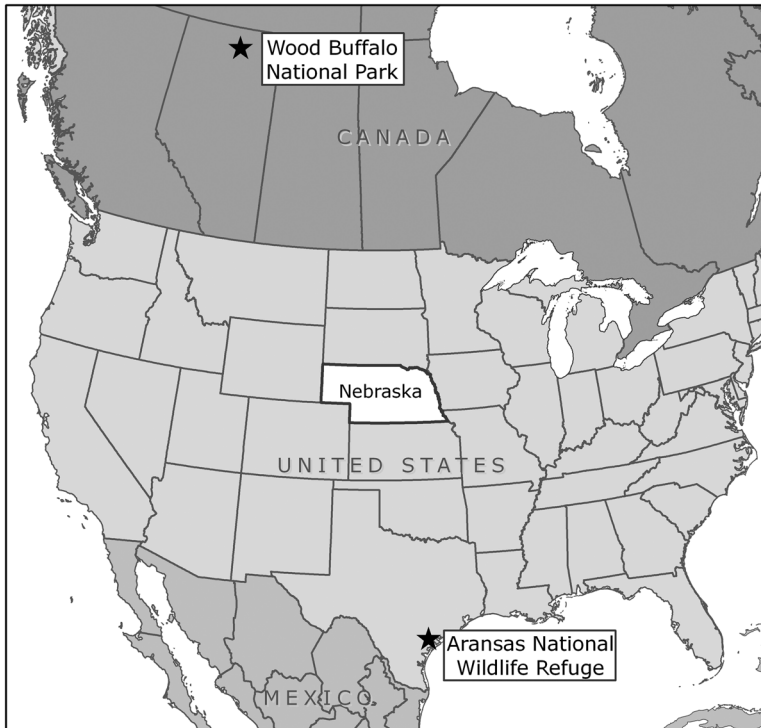 Wood Buffalo
National Park
CANADA
Nebraska
UNITED STATES
Aransas National
Wildlife Refuge
MEXICO